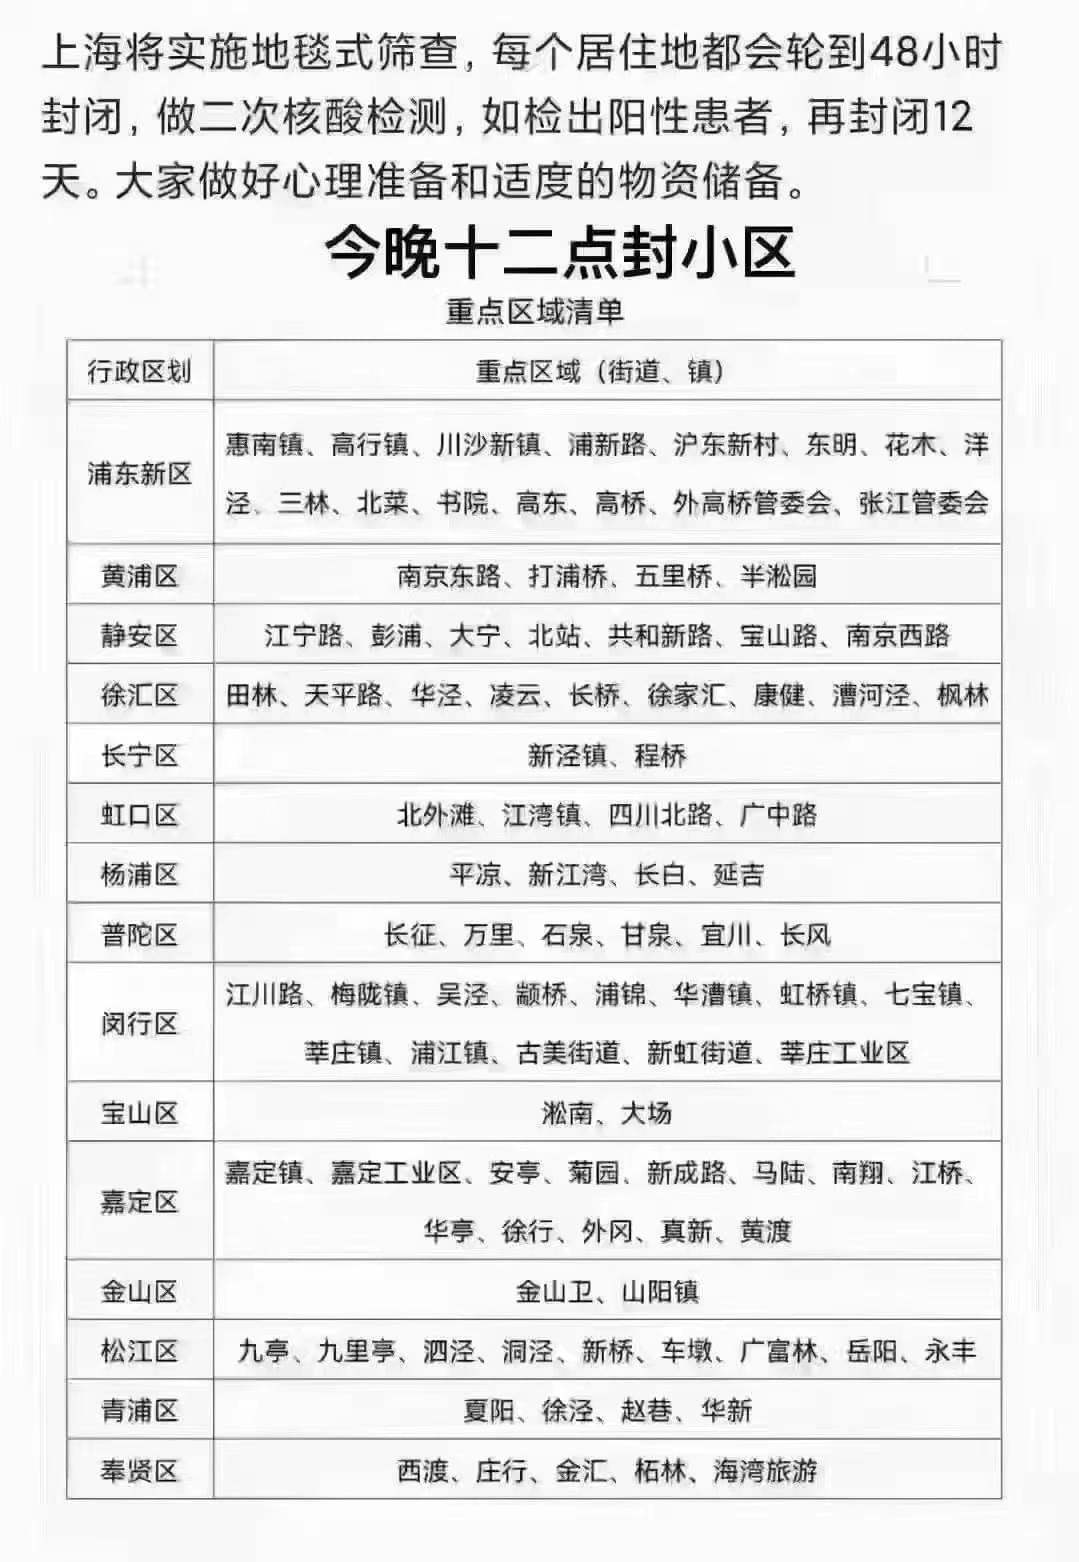 上海将实施地毯式筛查，每个居住地都会轮到48小时
封闭，做二次核酸检测，如检出阳性患者，再封闭12
天。大家做好心理准备和适度的物资储备。
今晚十二点封小区
重点区域清单
行政区划 重点区域（街道、镇）
浦东新区 惠南镇、高行镇、川沙新镇、浦新路、沪东新村、东明、花木、洋
泾、三林、北蔡、书院、高东、高桥、外高桥管委会、张江管委会
黄浦区 南京东路、打浦桥、五里桥、半淞园
静安区 江宁路、彭浦、大宁、北站、共和新路、宝山路、南京西路
徐汇区 田林、天平路、华泾、凌云、长桥、徐家汇、康健、漕河泾、枫林
长宁区 新泾镇、程桥
虹口区 北外滩、江湾镇、四川北路、广中路
杨浦区 平凉、新江湾、长白、延吉
普陀区 长征、万里、石泉、甘泉、宜川、长风
闵行区 江川路、梅陇镇、吴泾、颛桥、浦锦、华漕镇、虹桥镇、七宝镇、
莘庄镇、浦江镇、古美街道、新虹街道、莘庄工业区
宝山区 淞南、大场
嘉定区 嘉定镇、嘉定工业区、安亭、菊园、新成路、马陆、南翔、江桥、
华亭、徐行、外冈、真新、黄渡
金山区 金山卫、山阳镇
松江区 九亭、九里亭、泗泾、洞泾、新桥、车墩、广富林、岳阳、永丰
青浦区 夏阳、徐泾、赵巷、华新
奉贤区 西渡、庄行、金汇、柘林、海湾旅游